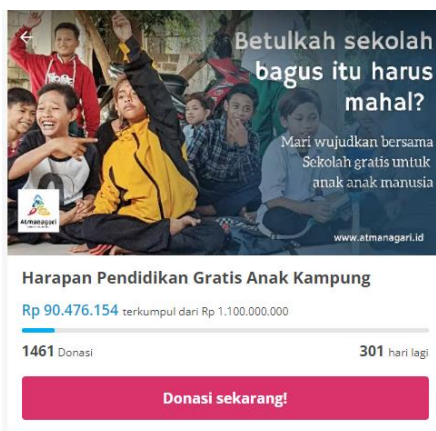 Betulkah sekolah
bagus itu harus
mahal?
Mari wujudkan bersama
Sekolah gratis untuk
anak anak manusia
Atmanagari
www.atmanagari.id
Harapan Pendidikan Gratis Anak Kampung
Rp 90.476.154 terkumpul dari Rp 1.100.000.000
1461 Donasi 301 hari lagi
Donasi sekarang!